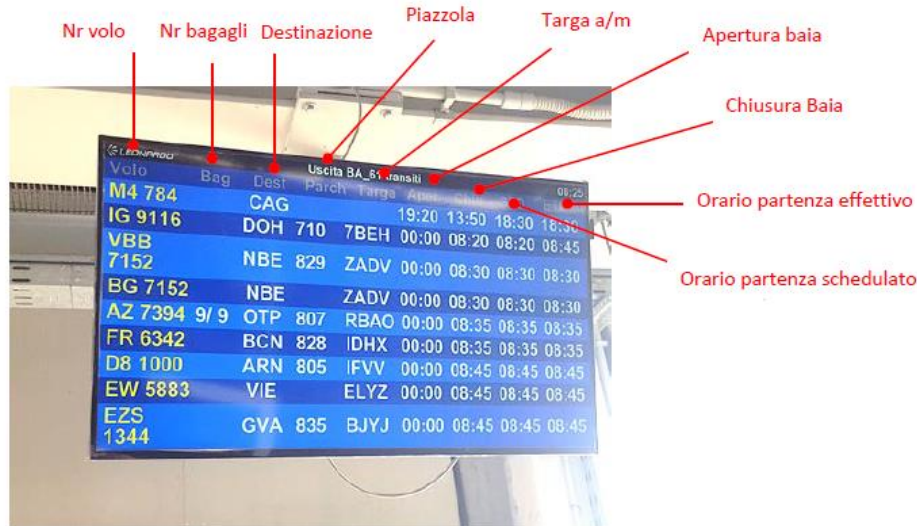 Piazzola
Targa a/m
Nr volo
Nr bagagli
Destinazione
Apertura baia
Chiusura Baia
Orario partenza effettivo
Orario partenza schedulato
LEONARDO
Uscita BA_61 transiti
08:25
Volo Bag Dest Parch Targa Aper
M4 784 CAG 19:20 13:50 18:30 18:30
IG 9116 DOH 710 7BEH 00:00 08:20 08:20 08:45
VBB
7152 NBE 829 ZADV 00:00 08:30 08:30 08:30
BG 7152 NBE ZADV 00:00 08:30 08:30 08:30
AZ 7394 9/ 9 OTP 807 RBAO 00:00 08:35 08:35 08:35
FR 6342 BCN 828 IDHX 00:00 08:35 08:35 08:35
D8 1000 ARN 805 IFVV 00:00 08:45 08:45 08:45
EW 5883 VIE ELYZ 00:00 08:45 08:45 08:45
EZS
1344 GVA 835 BJYJ 00:00 08:45 08:45 08:45